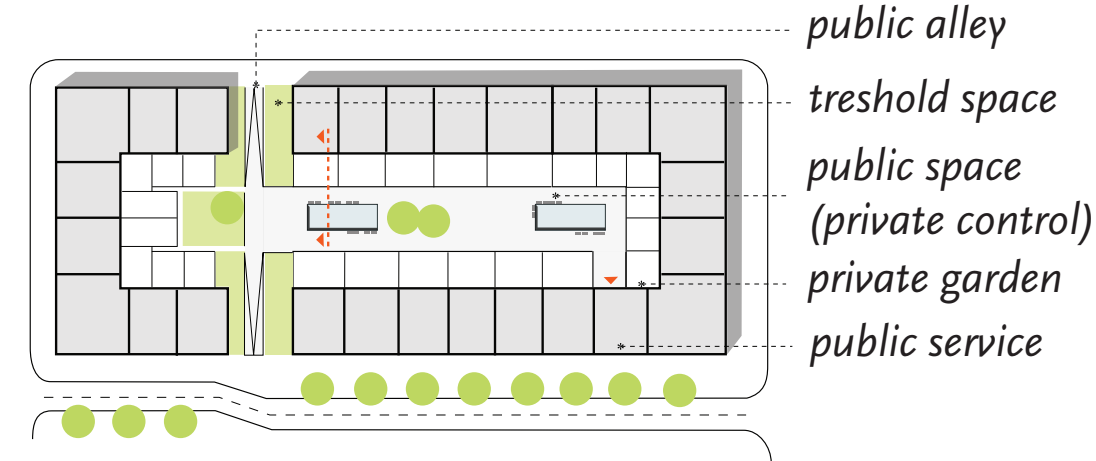 public alley
treshold space
public space
(private control)
private garden
public service